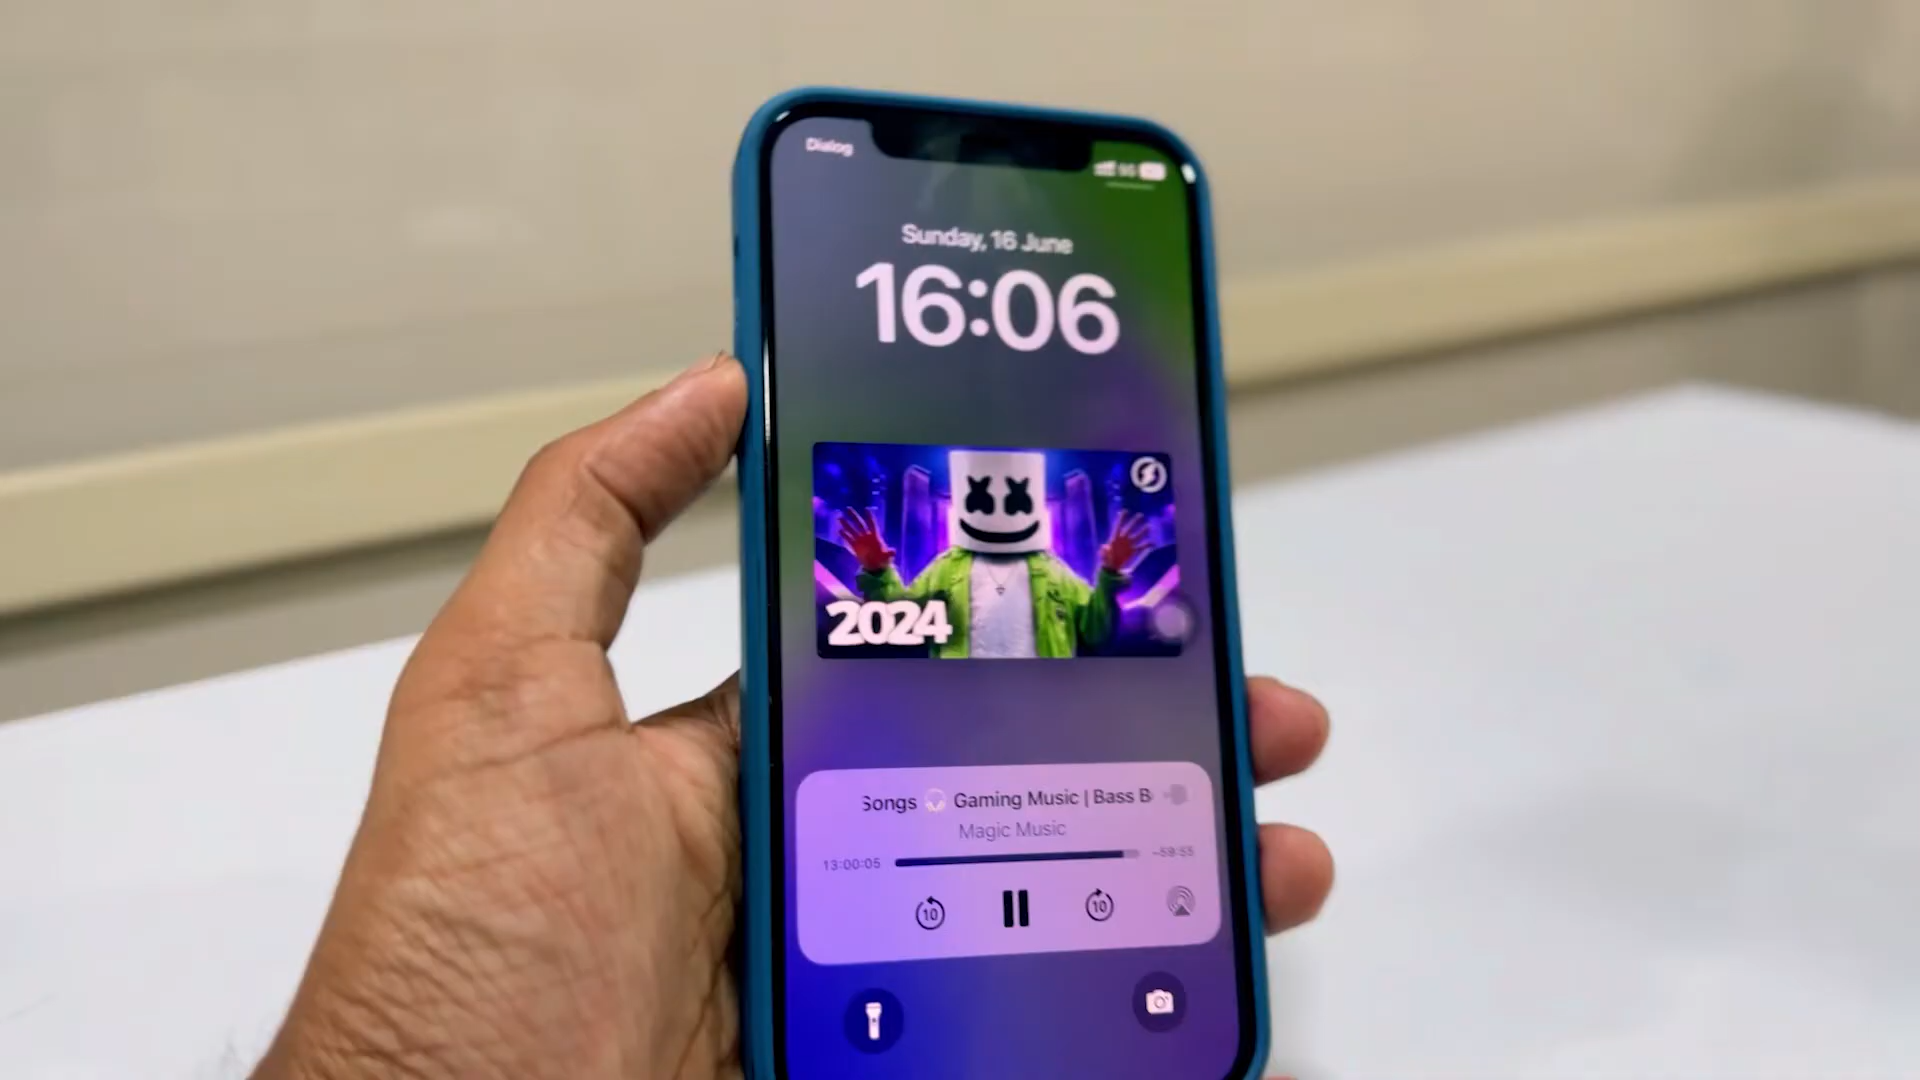 Dialog
5G
Sunday, 16 June
16:06
2024
Songs 🎧 Gaming Music | Bass B
Magic Music
13:00:05
-59:55
10
10